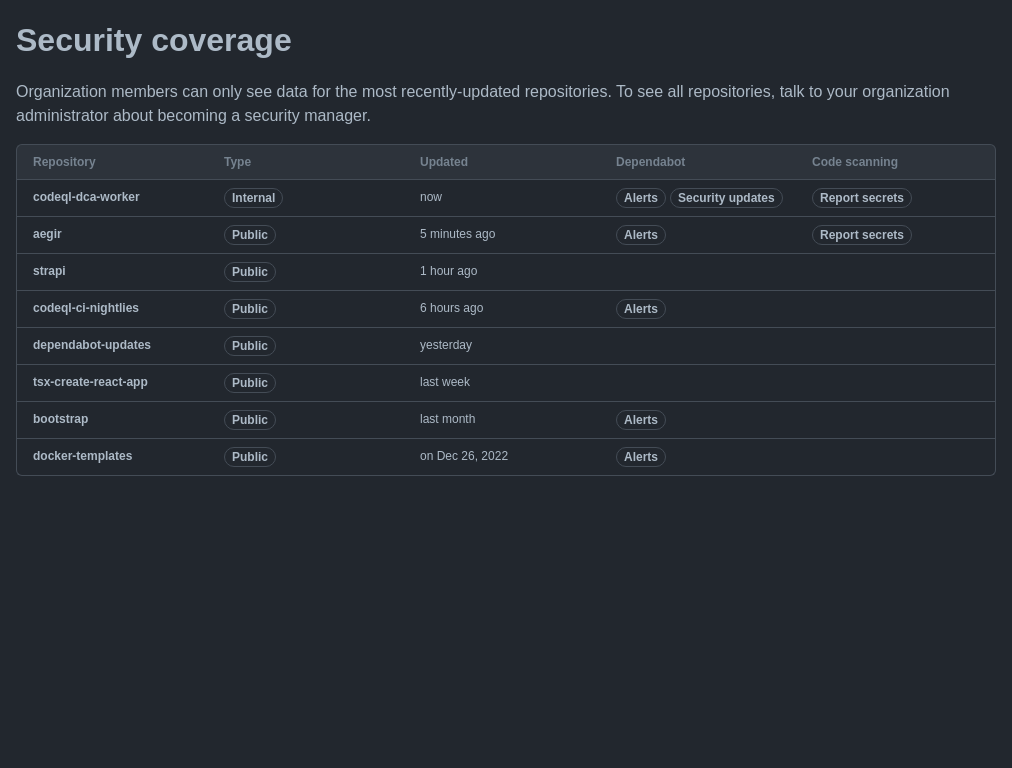 Security coverage
Organization members can only see data for the most recently-updated repositories. To see all repositories, talk to your organization
administrator about becoming a security manager.
Repository Type Updated Dependabot Code scanning
codeql-dca-worker Internal now Alerts Security updates Report secrets
aegir Public 5 minutes ago Alerts Report secrets
strapi Public 1 hour ago
codeql-ci-nightlies Public 6 hours ago Alerts
dependabot-updates Public yesterday
tsx-create-react-app Public last week
bootstrap Public last month Alerts
docker-templates Public on Dec 26, 2022 Alerts